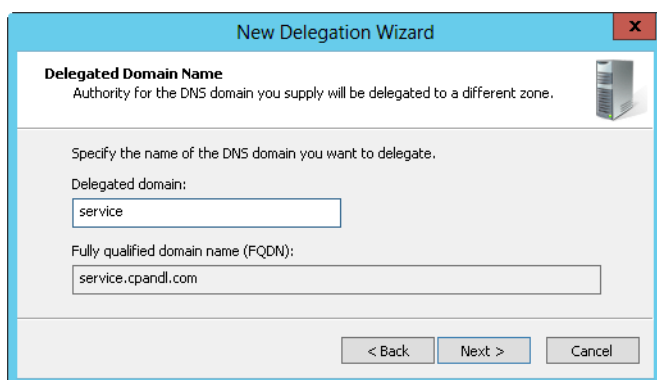 New Delegation Wizard
x
Delegated Domain Name
Authority for the DNS domain you supply will be delegated to a different zone.
Specify the name of the DNS domain you want to delegate.
Delegated domain:
service
Fully qualified domain name (FQDN):
service.cpandl.com
< Back Next > Cancel